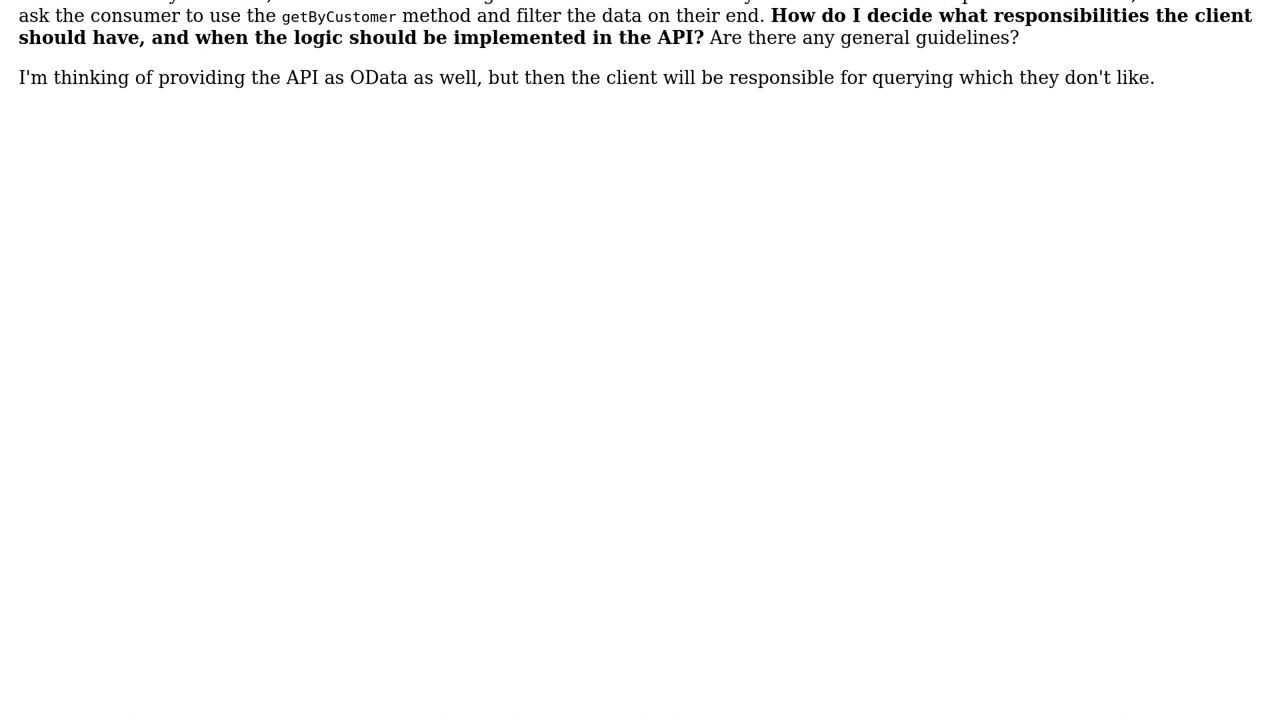 ask the consumer to use the getByCustomer method and filter the data on their end. How do I decide what responsibilities the client
should have, and when the logic should be implemented in the API? Are there any general guidelines?
I'm thinking of providing the API as OData as well, but then the client will be responsible for querying which they don't like.